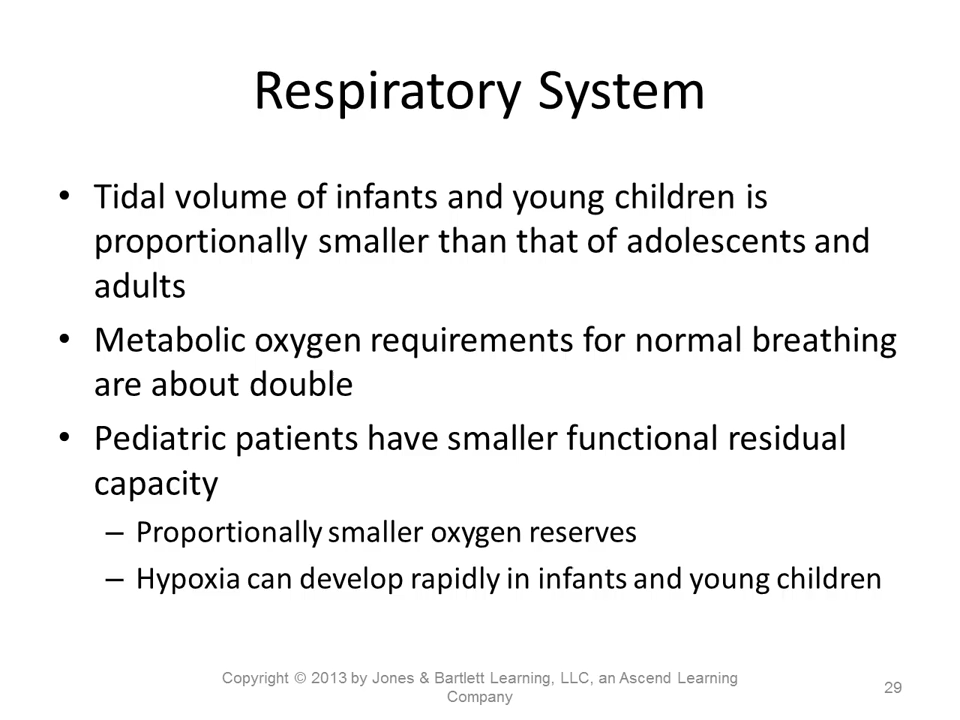 Respiratory System
• Tidal volume of infants and young children is
proportionally smaller than that of adolescents and
adults
• Metabolic oxygen requirements for normal breathing
are about double
• Pediatric patients have smaller functional residual
capacity
– Proportionally smaller oxygen reserves
– Hypoxia can develop rapidly in infants and young children
Copyright © 2013 by Jones & Bartlett Learning, LLC, an Ascend Learning
Company
29